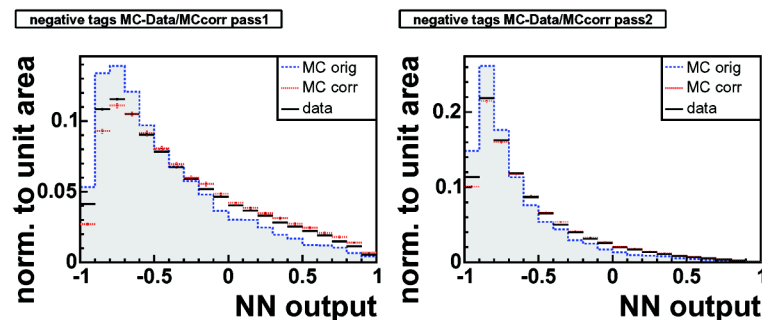 negative tags MC-Data/MCcorr pass1
norm. to unit area
MC orig
MC corr
data
0.1
0.05
0
-1
-0.5
0
0.5
1
NN output
negative tags MC-Data/MCcorr pass2
norm. to unit area
MC orig
MC corr
data
0.2
0.1
0
-1
-0.5
0
0.5
1
NN output